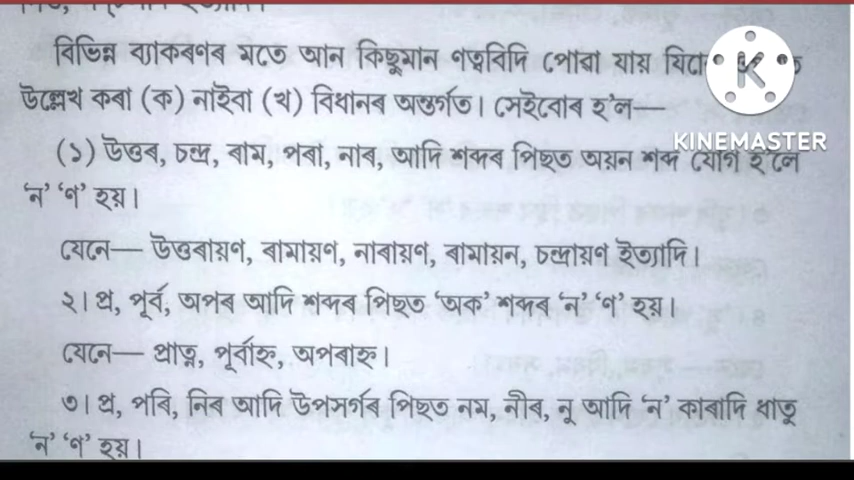 বিভিন্ন ব্যাকৰণৰ মতে আন কিছুমান ণত্ববিদি পোৱা যায়
উল্লেখ কৰা (ক) নাইবা (খ) বিধানৰ অন্তৰ্গত। সেইবোৰ হ'ল—
KINEMASTER
(১) উত্তৰ, চন্দ্ৰ, ৰাম, পৰা, নাৰ, আদি শব্দৰ পিছত অয়ন শব্দ যোগ হ'লে
'ন' 'ণ' হয়।
যেনে— উত্তৰায়ণ, ৰামায়ণ, নাৰায়ণ, ৰামায়ন, চন্দ্ৰায়ণ ইত্যাদি।
২। প্ৰ, পূৰ্ব, অপৰ আদি শব্দৰ পিছত 'অক' শব্দৰ 'ন' 'ণ' হয়।
যেনে— পূৰ্বাহ্ন, অপৰাহ্ন।
৩। প্ৰ, পৰি, নিৰ আদি উপসৰ্গৰ পিছত নম, নীৰ, নু আদি 'ন' কাৰাদি ধাতু
'ন' 'ণ' হয়।